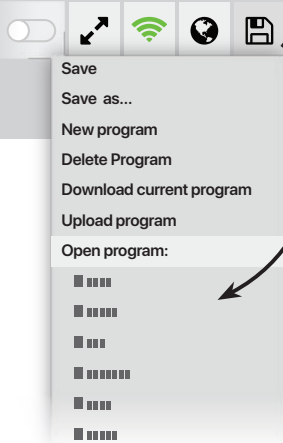 Save
Save as...
New program
Delete Program
Download current program
Upload program
Open program: